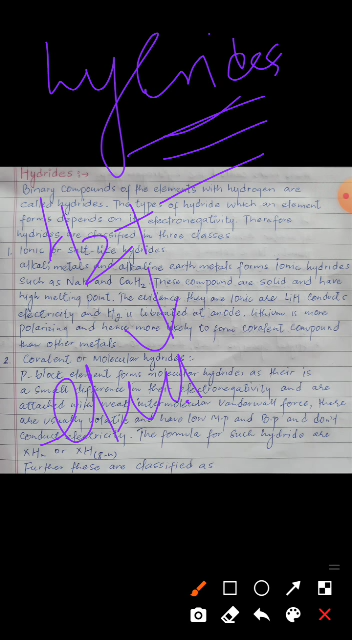 hydrides
Hydrides :→
Binary compounds of the elements with hydrogen are
called hydrides. The type of hydride which an element
forms depends on its electronegativity. Therefore
hydrides are classified in three classes
1. Ionic or Salt-like hydrides
alkali metals and alkaline earth metals forms ionic hydrides
such as NaH and CaH2. These compound are solid and have
high melting point. The evidence they are ionic are LiH conducts
electricity and H2 is liberated at anode. lithium is more
polarizing and hence more likely to form covalent compound
than other metals.
2 Covalent or Molecular hydrides :-
P. block element forms molecular hydrides as their is
a small difference in their electronegativity and are
attached with weak intermolecular Vanderwall force, these
are usually volatile and have low M.P and B.p and don't
conduct electricity. The formula for such hydride are
XHn or XH(8-n)
Further these are classified as